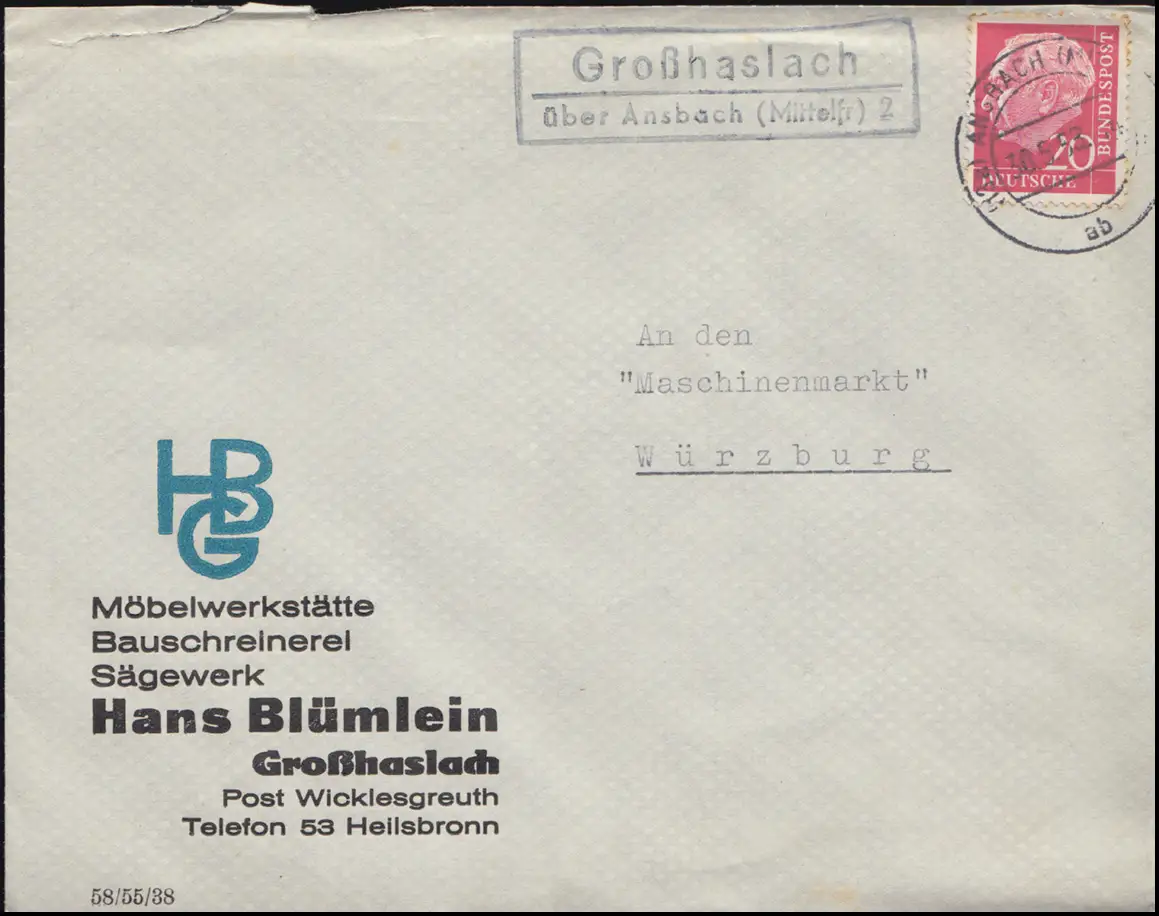 Großhaslach
über Ansbach (Mittelfr) 2
BUNDESPOST
20
DEUTSCHE
ANSBACH
ab
An den
"Maschinenmarkt"
Würzburg
HBG
Möbelwerkstätte
Bauschreinerei
Sägewerk
Hans Blümlein
Großhaslach
Post Wicklesgreuth
Telefon 53 Heilsbronn
58/55/38